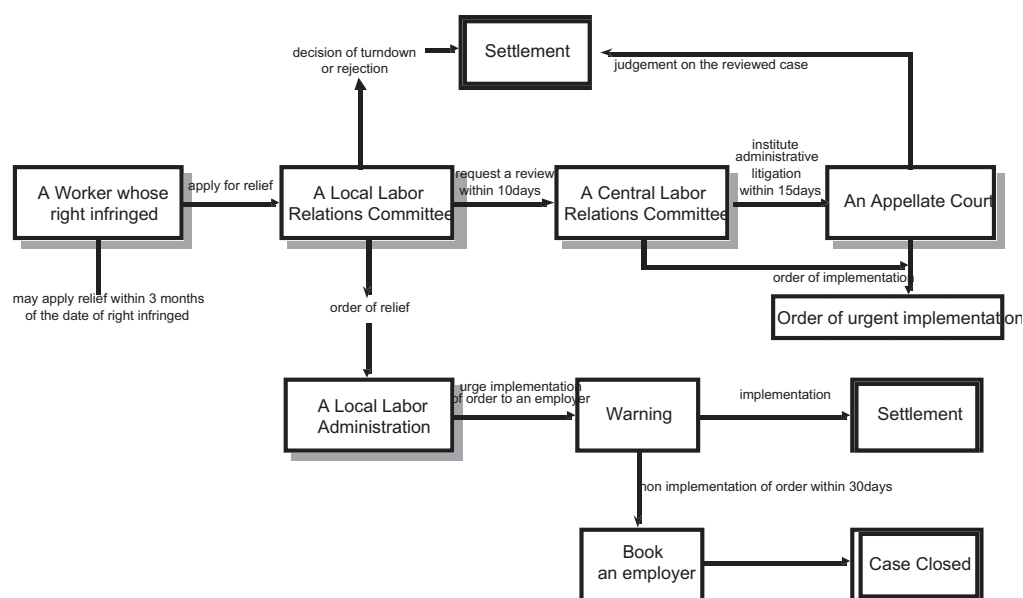 decision of turndown
or rejection
Settlement
judgement on the reviewed case
A Worker whose
right infringed
apply for relief
A Local Labor
Relations Committee
request a review
within 10days
A Central Labor
Relations Committee
institute
administrative
litigation
within 15days
An Appellate Court
may apply relief within 3 months
of the date of right infringed
order of relief
order of implementation
Order of urgent implementation
A Local Labor
Administration
urge implementation
of order to an employer
Warning
implementation
Settlement
non implementation of order within 30days
Book
an employer
Case Closed